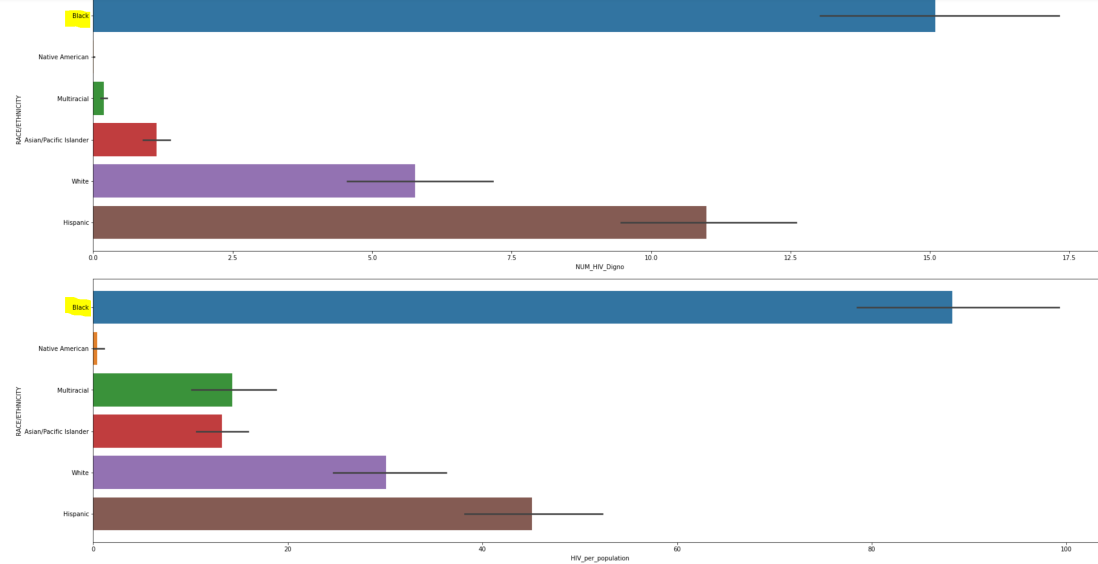 Black
Native American
Multiracial
Asian/Pacific Islander
White
Hispanic
RACE/ETHNICITY
0.0 2.5 5.0 7.5 10.0 12.5 15.0 17.5
NUM_HIV_Digno
Black
Native American
Multiracial
Asian/Pacific Islander
White
Hispanic
RACE/ETHNICITY
0 20 40 60 80 100
HIV_per_population